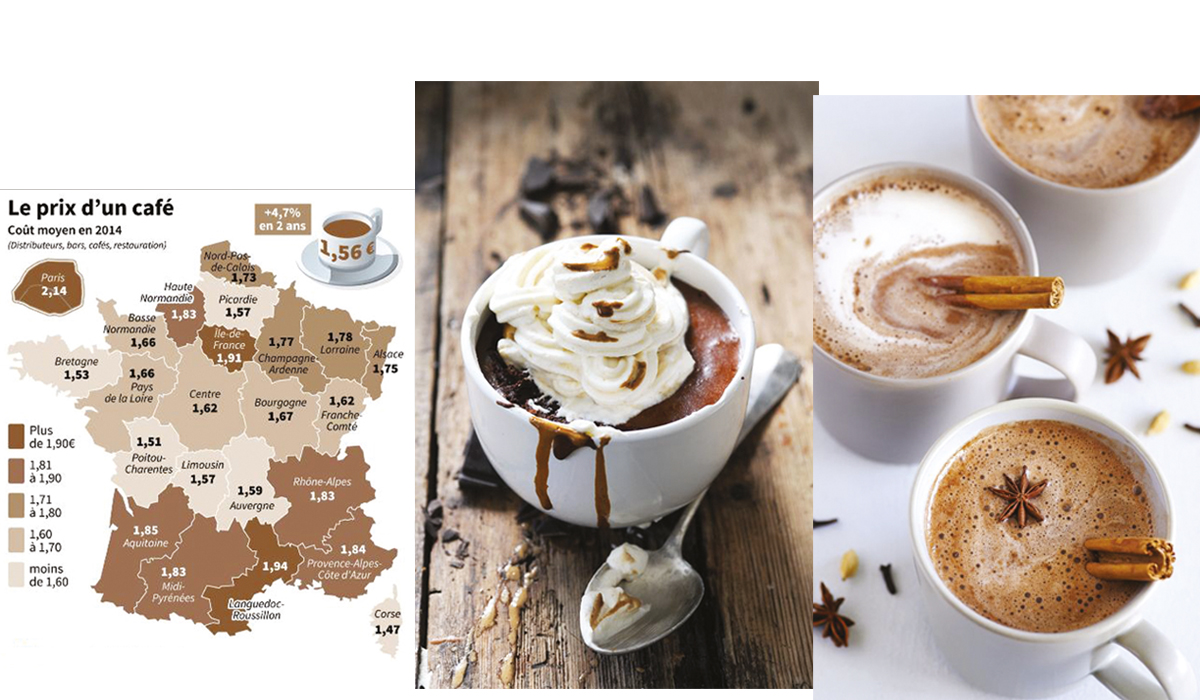 Le prix d'un café
Coût moyen en 2014
(Distributeurs, bars, cafés, restauration)
+4,7%
en 2 ans
1,56 €
Paris
2,14
Nord-Pas-
de-Calais
1,73
Haute
Normandie
1,83
Picardie
1,57
Basse
Normandie
1,66
Île-de-
France
1,91
1,77
Champagne-
Ardenne
1,78
Lorraine
Alsace
1,75
Bretagne
1,53
1,66
Pays
de la Loire
Centre
1,62
Bourgogne
1,67
1,62
Franche-
Comté
Plus
de 1,90€
1,81
à 1,90
1,71
à 1,80
1,60
à 1,70
moins
de 1,60
1,51
Poitou-
Charentes
Limousin
1,57
1,59
Auvergne
Rhône-Alpes
1,83
1,85
Aquitaine
1,83
Midi-
Pyrénées
1,94
Languedoc-
Roussillon
1,84
Provence-Alpes-
Côte d'Azur
Corse
1,47